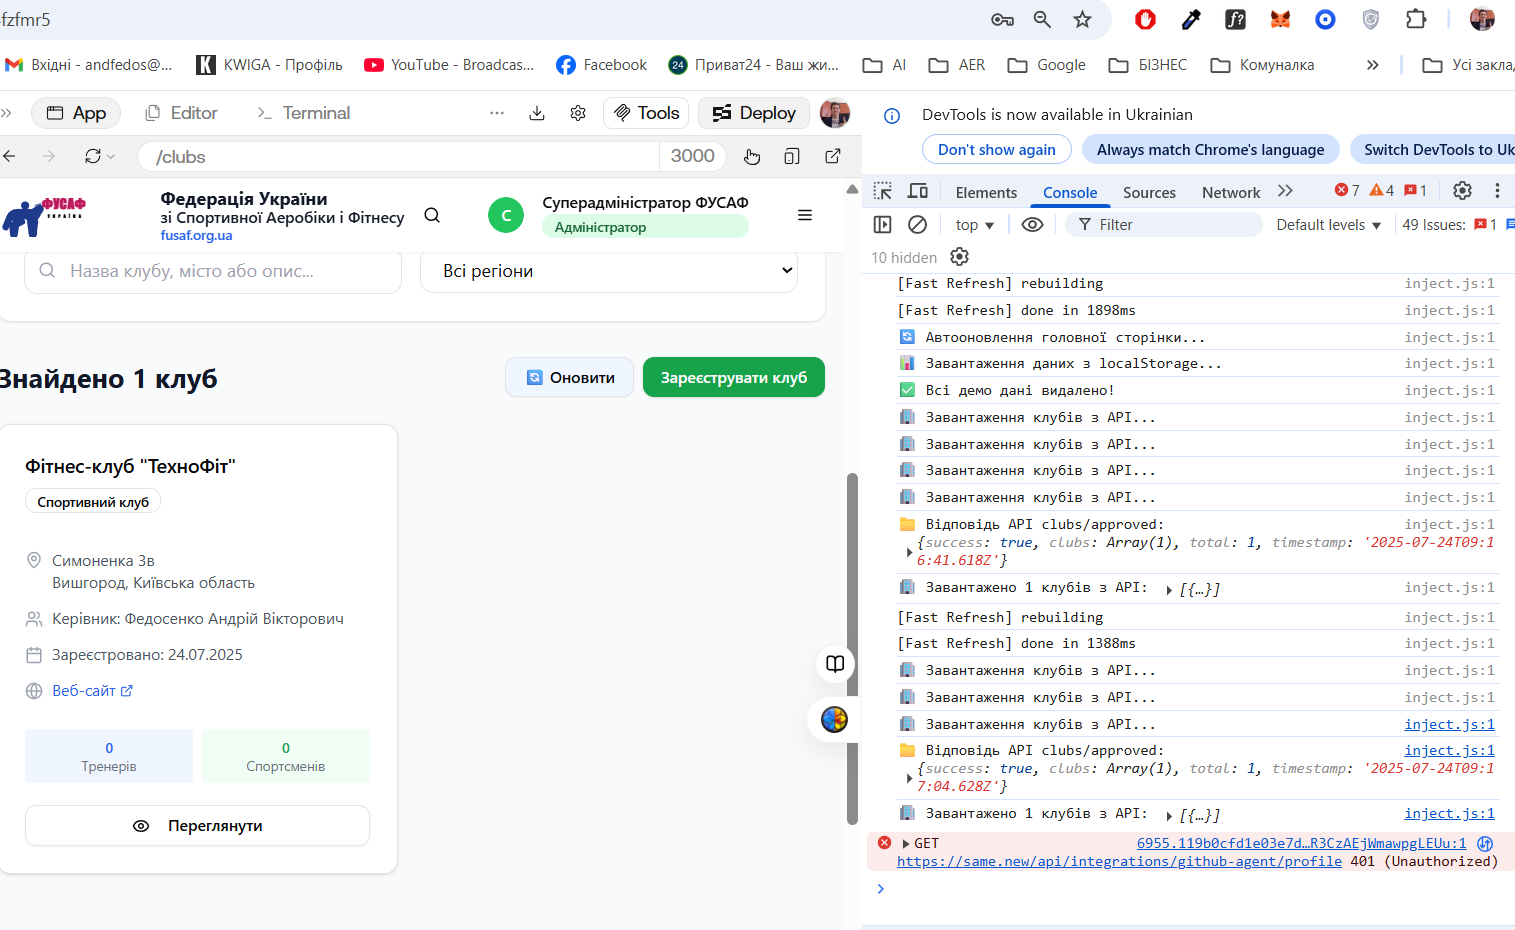 fzfmr5
Вхідні - andfedos@...
KWIGA - Профіль
YouTube - Broadcas...
Facebook
24
Приват24 - Ваш жи...
AI
AER
Google
БІЗНЕС
Комуналка
»
Усі закла
App
Editor
Terminal
...
Tools
Deploy
/clubs
3000
ФУСАФ
УКРАЇНА
Федерація України
зі Спортивної Аеробіки і Фітнесу
fusaf.org.ua
С
Суперадміністратор ФУСАФ
Адміністратор
Назва клубу, місто або опис...
Всі регіони
Знайдено 1 клуб
Оновити
Зареєструвати клуб
Фітнес-клуб "ТехноФіт"
Спортивний клуб
Симоненка 3в
Вишгород, Київська область
Керівник: Федосенко Андрій Вікторович
Зареєстровано: 24.07.2025
Веб-сайт
0
Тренерів
0
Спортсменів
Переглянути
DevTools is now available in Ukrainian
Don't show again
Always match Chrome's language
Switch DevTools to Uk
Elements
Console
Sources
Network
7
4
1
top
Filter
Default levels
49 Issues:
1
10 hidden
[Fast Refresh] rebuilding inject.js:1
[Fast Refresh] done in 1898ms inject.js:1
Автооновлення головної сторінки... inject.js:1
Завантаження даних з localStorage... inject.js:1
Всі демо дані видалено! inject.js:1
Завантаження клубів з API... inject.js:1
Завантаження клубів з API... inject.js:1
Завантаження клубів з API... inject.js:1
Завантаження клубів з API... inject.js:1
Відповідь API clubs/approved: inject.js:1
{success: true, clubs: Array(1), total: 1, timestamp: '2025-07-24T09:1
6:41.618Z'}
Завантажено 1 клубів з API: [{…}] inject.js:1
[Fast Refresh] rebuilding inject.js:1
[Fast Refresh] done in 1388ms inject.js:1
Завантаження клубів з API... inject.js:1
Завантаження клубів з API... inject.js:1
Завантаження клубів з API... inject.js:1
Відповідь API clubs/approved: inject.js:1
{success: true, clubs: Array(1), total: 1, timestamp: '2025-07-24T09:1
7:04.628Z'}
Завантажено 1 клубів з API: [{…}] inject.js:1
GET 6955.119b0cfd1e03e7d…R3CzAEjWmawpgLEUu:1
https://same.new/api/integrations/github-agent/profile 401 (Unauthorized)